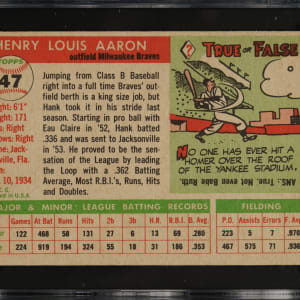 HENRY LOUIS AARON
outfield Milwaukee Braves
TOPPS
47
Height: 6'1"
Weight: 171
Bats: Right
Throws: Right
Home: Jack-
sonville, Fla.
10, 1934
Jumping from Class B Baseball
right into a full time Braves' out-
field berth is a king size job, but
Hank took it in stride last
season. Starting in pro ball with
Eau Claire in '52, Hank batted
.336 and was sent to Jacksonville
in '53. He proved to be the sen-
sation of the League by leading
the Loop with a .362 Batting
Average, Most R.B.I.'s, Runs, Hits
and Doubles.
?
TRUE OR FALSE
NO ONE HAS EVER HIT A
HOMER OVER THE ROOF
OF THE YANKEE STADIUM.
ANS: True. Not even Babe Ruth
MAJOR & MINOR LEAGUE BATTING RECORDS
FIELDING
Games At Bat Runs Hits 2b 3b H.R. R.B.I. B. Avg.
P.O. Assists Errors F. Avg.
122 468 58 131 27 6 13 69 .280
223 5 7 .970
224 919 194 324 55 15 31 186 .353
467 575 71 .936